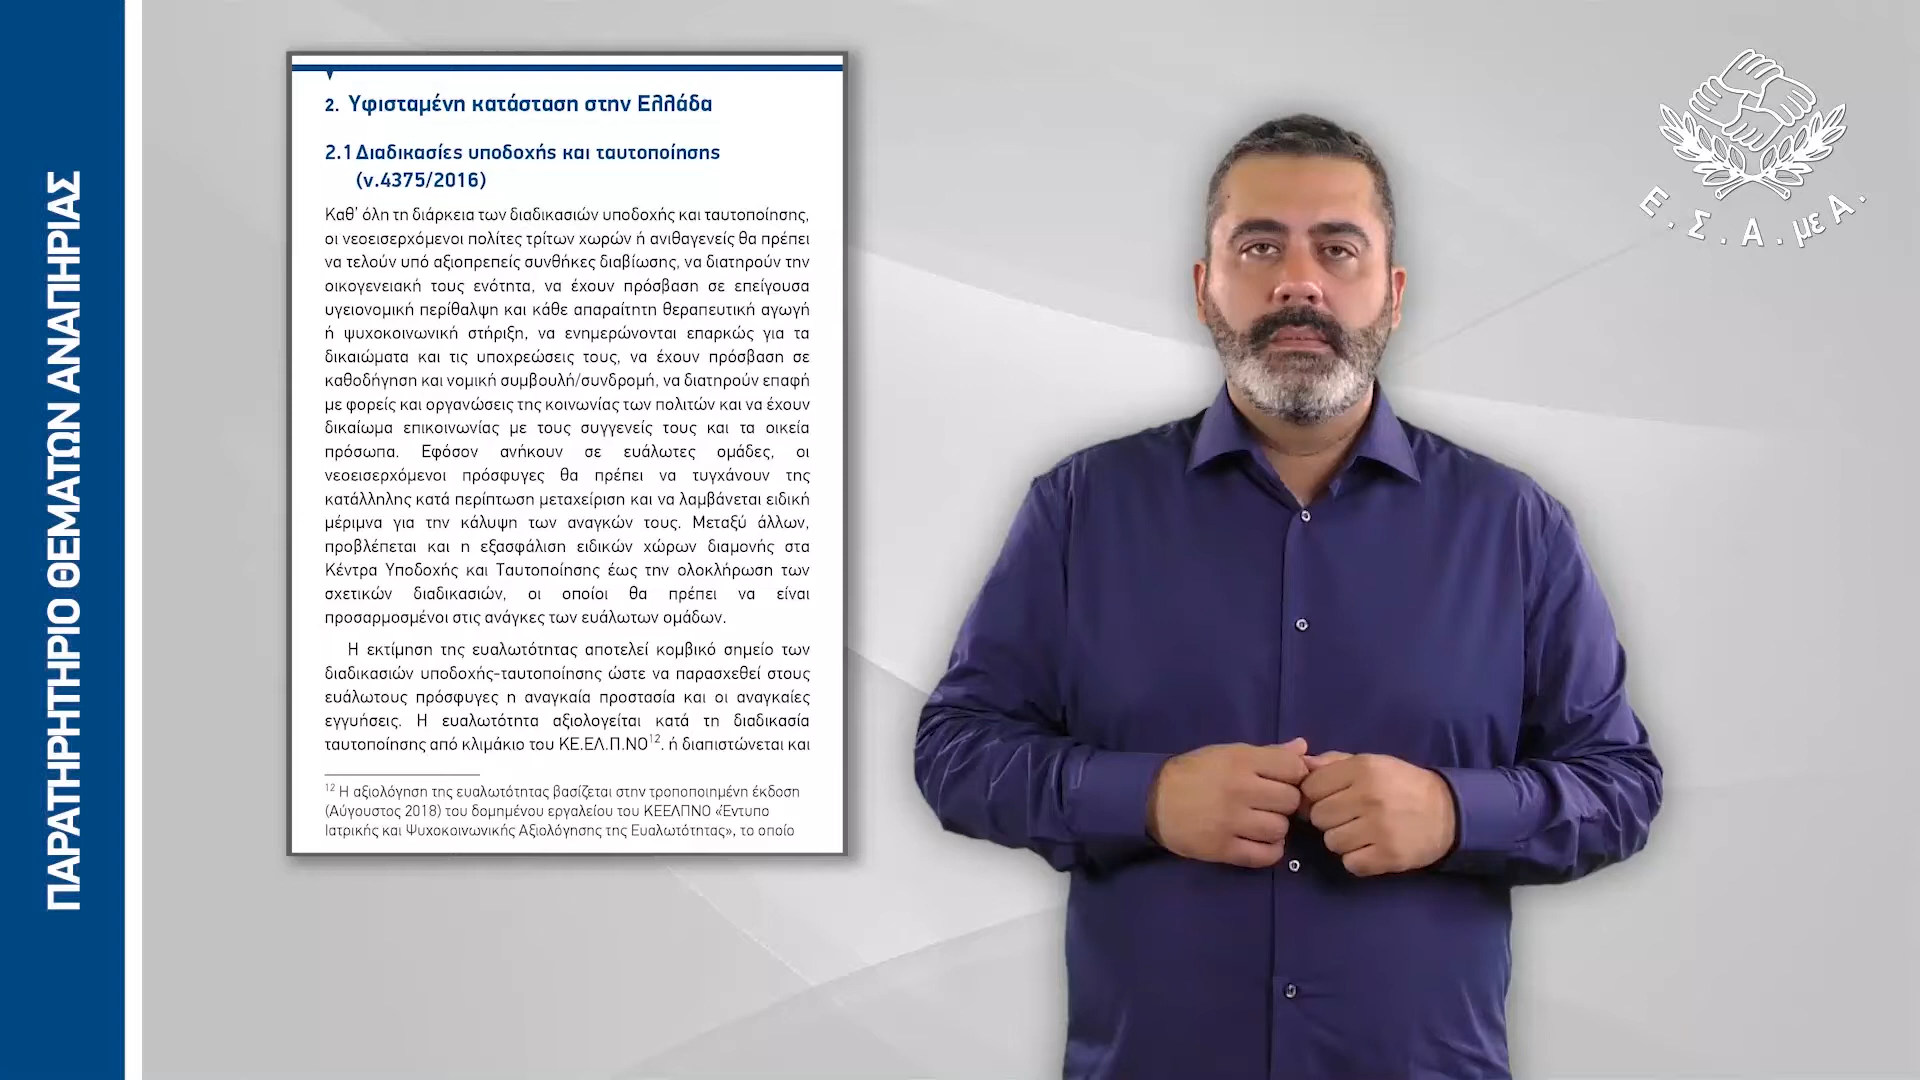 ΠΑΡΑΤΗΡΗΤΗΡΙΟ ΘΕΜΑΤΩΝ ΑΝΑΠΗΡΙΑΣ
2. Υφισταμένη κατάσταση στην Ελλάδα
2.1 Διαδικασίες υποδοχής και ταυτοποίησης
(ν.4375/2016)
Καθ’ όλη τη διάρκεια των διαδικασιών υποδοχής και ταυτοποίησης,
οι νεοεισερχόμενοι πολίτες τρίτων χωρών ή ανιθαγενείς θα πρέπει
να τελούν υπό αξιοπρεπείς συνθήκες διαβίωσης, να διατηρούν την
οικογενειακή τους ενότητα, να έχουν πρόσβαση σε επείγουσα
υγειονομική περίθαλψη και κάθε απαραίτητη θεραπευτική αγωγή
ή ψυχοκοινωνική στήριξη, να ενημερώνονται επαρκώς για τα
δικαιώματα και τις υποχρεώσεις τους, να έχουν πρόσβαση σε
καθοδήγηση και νομική συμβουλή/συνδρομή, να διατηρούν επαφή
με φορείς και οργανώσεις της κοινωνίας των πολιτών και να έχουν
δικαίωμα επικοινωνίας με τους συγγενείς τους και τα οικεία
πρόσωπα. Εφόσον ανήκουν σε ευάλωτες ομάδες, οι
νεοεισερχόμενοι πρόσφυγες θα πρέπει να τυγχάνουν της
κατάλληλης κατά περίπτωση μεταχείριση και να λαμβάνεται ειδική
μέριμνα για την κάλυψη των αναγκών τους. Μεταξύ άλλων,
προβλέπεται και η εξασφάλιση ειδικών χώρων διαμονής στα
Κέντρα Υποδοχής και Ταυτοποίησης έως την ολοκλήρωση των
σχετικών διαδικασιών, οι οποίοι θα πρέπει να είναι
προσαρμοσμένοι στις ανάγκες των ευάλωτων ομάδων.
Η εκτίμηση της ευαλωτότητας αποτελεί κομβικό σημείο των
διαδικασιών υποδοχής-ταυτοποίησης ώστε να παρασχεθεί στους
ευάλωτους πρόσφυγες η αναγκαία προστασία και οι αναγκαίες
εγγυήσεις. Η ευαλωτότητα αξιολογείται κατά τη διαδικασία
ταυτοποίησης από κλιμάκιο του ΚΕ.ΕΛ.Π.ΝΟ¹². ή διαπιστώνεται και
¹² Η αξιολόγηση της ευαλωτότητας βασίζεται στην τροποποιημένη έκδοση
(Αύγουστος 2018) του δομημένου εργαλείου του ΚΕΕΛΠΝΟ «Έντυπο
Ιατρικής και Ψυχοκοινωνικής Αξιολόγησης της Ευαλωτότητας», το οποίο
Ε.Σ.Α.μεΑ.